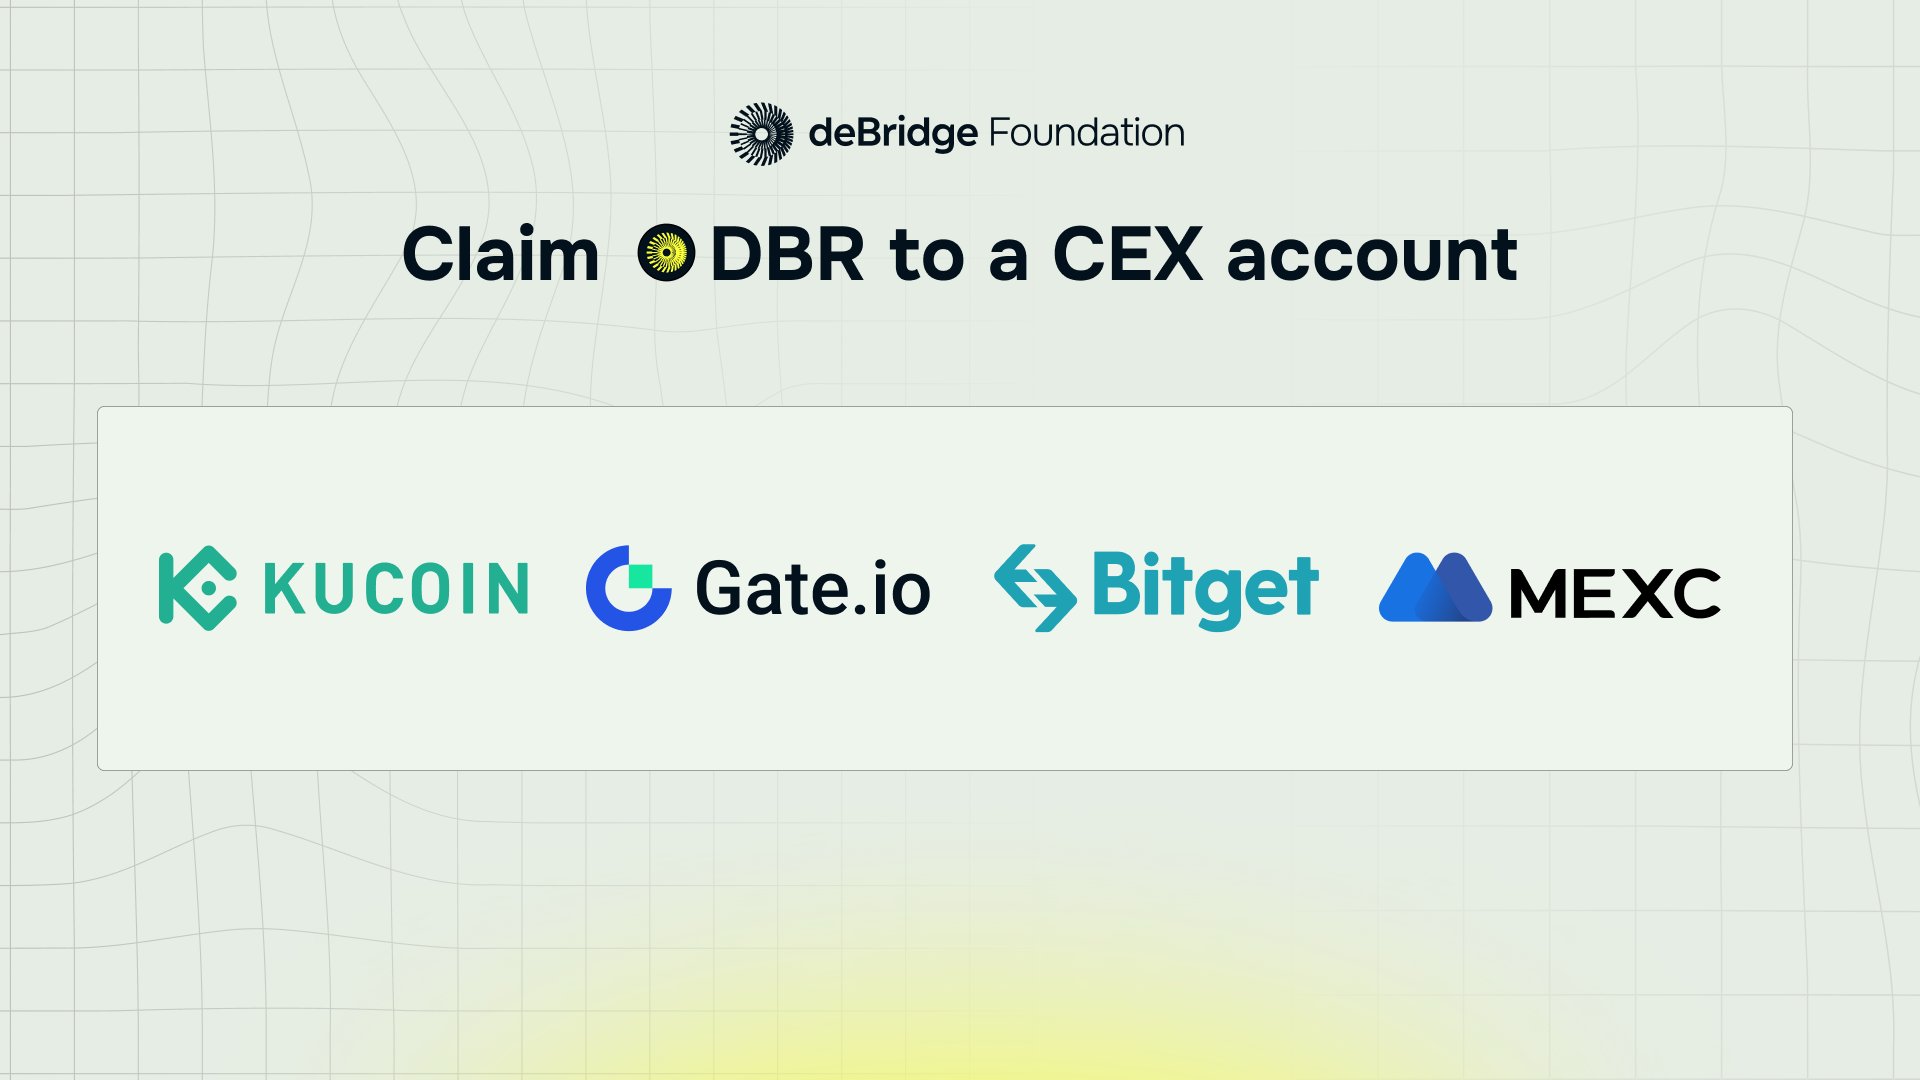 deBridge Foundation
Claim DBR to a CEX account
KUCOIN Gate.io Bitget MEXC